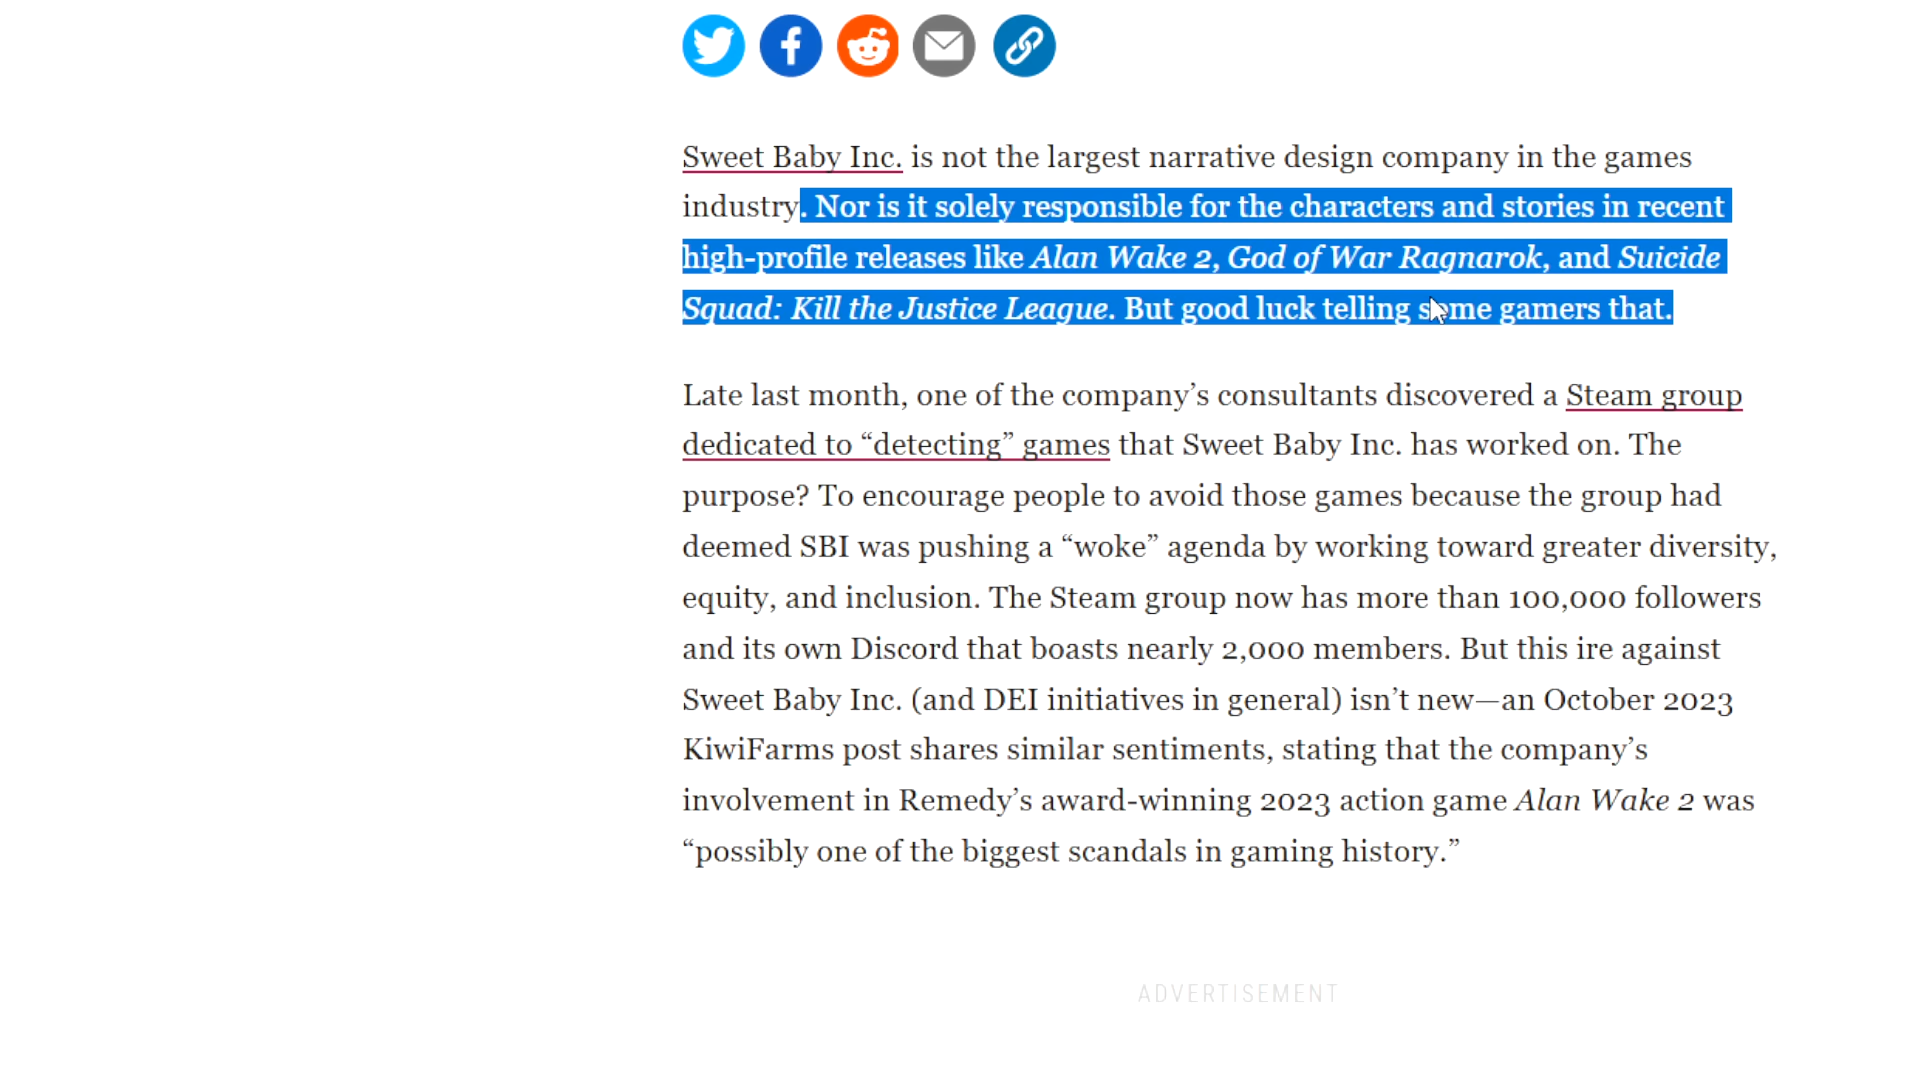 Sweet Baby Inc. is not the largest narrative design company in the games
industry. Nor is it solely responsible for the characters and stories in recent
high-profile releases like Alan Wake 2, God of War Ragnarok, and Suicide
Squad: Kill the Justice League. But good luck telling some gamers that.
Late last month, one of the company’s consultants discovered a Steam group
dedicated to “detecting” games that Sweet Baby Inc. has worked on. The
purpose? To encourage people to avoid those games because the group had
deemed SBI was pushing a “woke” agenda by working toward greater diversity,
equity, and inclusion. The Steam group now has more than 100,000 followers
and its own Discord that boasts nearly 2,000 members. But this ire against
Sweet Baby Inc. (and DEI initiatives in general) isn’t new—an October 2023
KiwiFarms post shares similar sentiments, stating that the company’s
involvement in Remedy’s award-winning 2023 action game Alan Wake 2 was
“possibly one of the biggest scandals in gaming history.”
ADVERTISEMENT